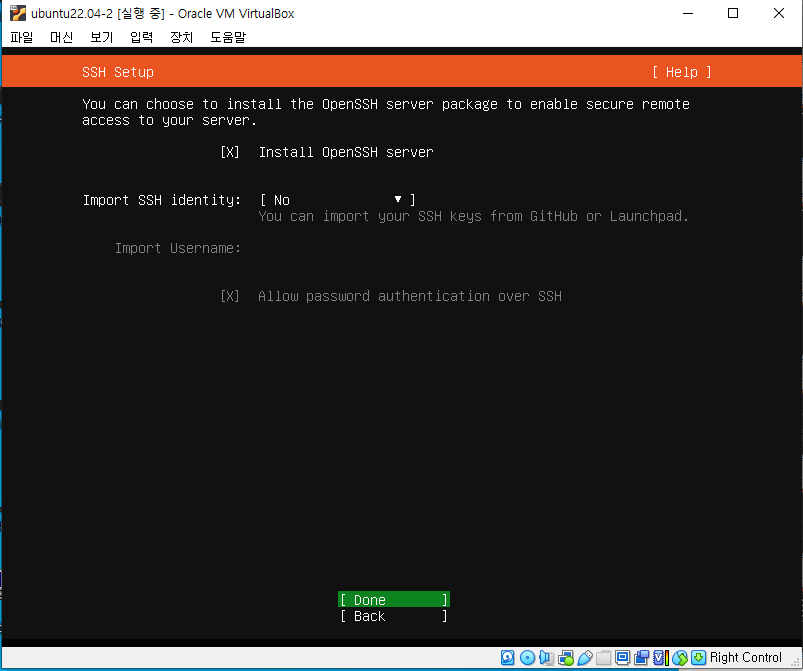 ubuntu22.04-2 [실행 중] - Oracle VM VirtualBox
파일 머신 보기 입력 장치 도움말
SSH Setup [ Help ]
You can choose to install the OpenSSH server package to enable secure remote
access to your server.
[X] Install OpenSSH server
Import SSH identity: [ No ▼ ]
You can import your SSH keys from GitHub or Launchpad.
Import Username:
[X] Allow password authentication over SSH
[ Done ]
[ Back ]
Right Control